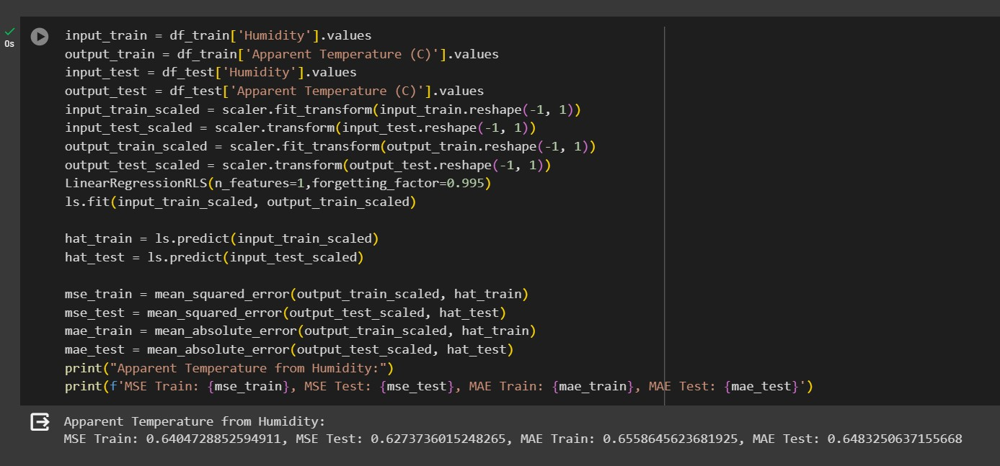 0s
input_train = df_train['Humidity'].values
output_train = df_train['Apparent Temperature (C)'].values
input_test = df_test['Humidity'].values
output_test = df_test['Apparent Temperature (C)'].values
input_train_scaled = scaler.fit_transform(input_train.reshape(-1, 1))
input_test_scaled = scaler.transform(input_test.reshape(-1, 1))
output_train_scaled = scaler.fit_transform(output_train.reshape(-1, 1))
output_test_scaled = scaler.transform(output_test.reshape(-1, 1))
LinearRegressionRLS(n_features=1,forgetting_factor=0.995)
ls.fit(input_train_scaled, output_train_scaled)

hat_train = ls.predict(input_train_scaled)
hat_test = ls.predict(input_test_scaled)

mse_train = mean_squared_error(output_train_scaled, hat_train)
mse_test = mean_squared_error(output_test_scaled, hat_test)
mae_train = mean_absolute_error(output_train_scaled, hat_train)
mae_test = mean_absolute_error(output_test_scaled, hat_test)
print("Apparent Temperature from Humidity:")
print(f'MSE Train: {mse_train}, MSE Test: {mse_test}, MAE Train: {mae_train}, MAE Test: {mae_test}')
Apparent Temperature from Humidity:
MSE Train: 0.6404728852594911, MSE Test: 0.6273736015248265, MAE Train: 0.6558645623681925, MAE Test: 0.6483250637155668